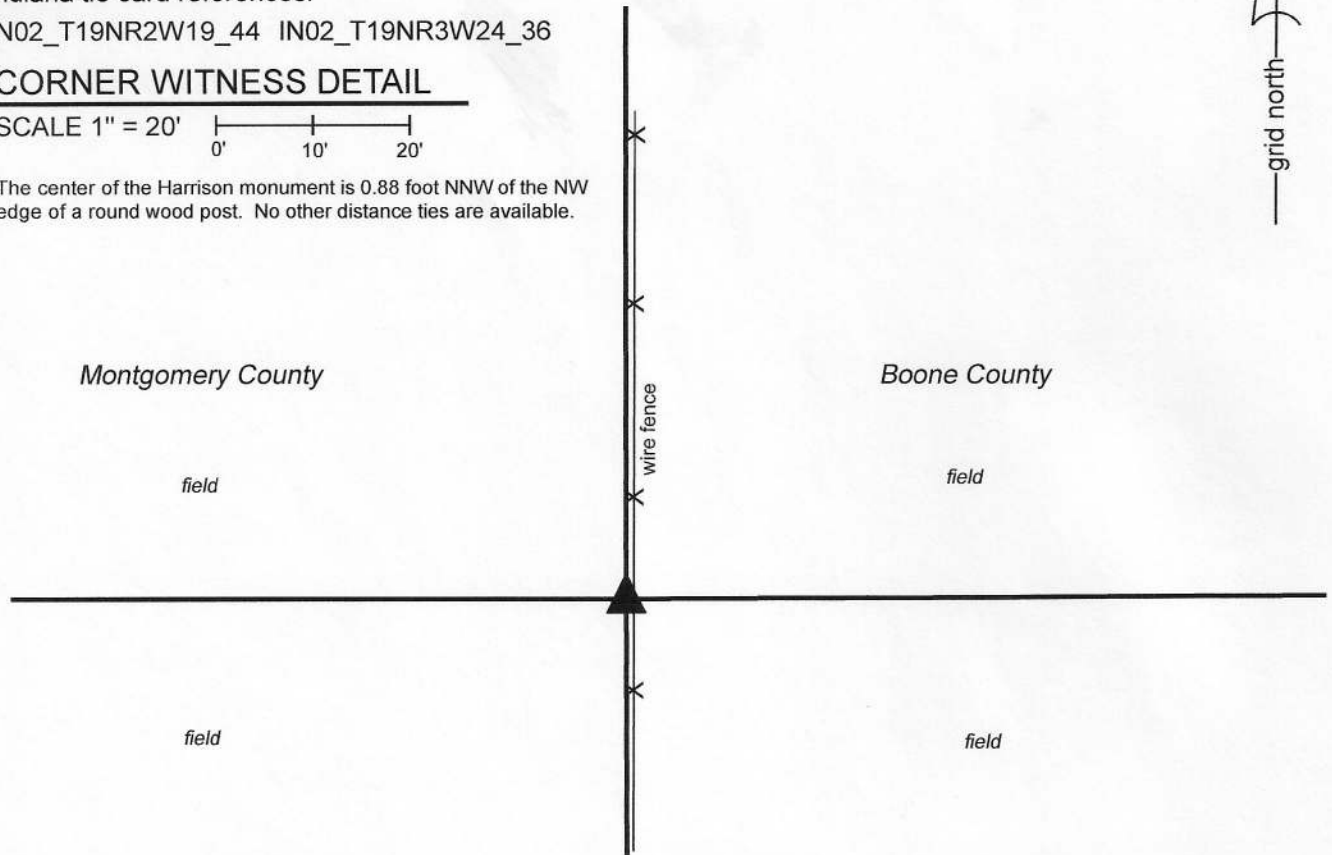 N02_T19NR2W19_44 IN02_T19NR3W24_36
CORNER WITNESS DETAIL
SCALE 1" = 20'
0' 10' 20'
The center of the Harrison monument is 0.88 foot NNW of the NW
edge of a round wood post. No other distance ties are available.
grid north
Montgomery County
Boone County
wire fence
field
field
field
field